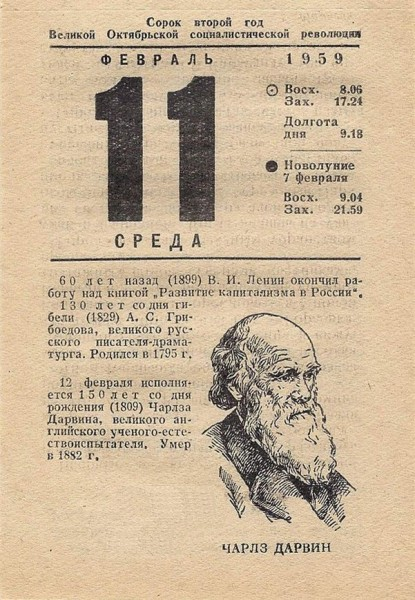 Сорок второй год
Великой Октябрьской социалистической революции
ФЕВРАЛЬ 1959
11
СРЕДА
Восх. 8.06
Зах. 17.24
Долгота
дня 9.18
Новолуние
7 февраля
Восх. 9.04
Зах. 21.59
60 лет назад (1899) В. И. Ленин окончил ра-
боту над книгой „Развитие капитализма в России“.
130 лет со дня ги-
бели (1829) А. С. Гри-
боедова, великого рус-
ского писателя-драма-
турга. Родился в 1795 г.
12 февраля исполня-
ется 150 лет со дня
рождения (1809) Чарлза
Дарвина, великого ан-
глийского ученого-есте-
ствоиспытателя. Умер
в 1882 г.
ЧАРЛЗ ДАРВИН